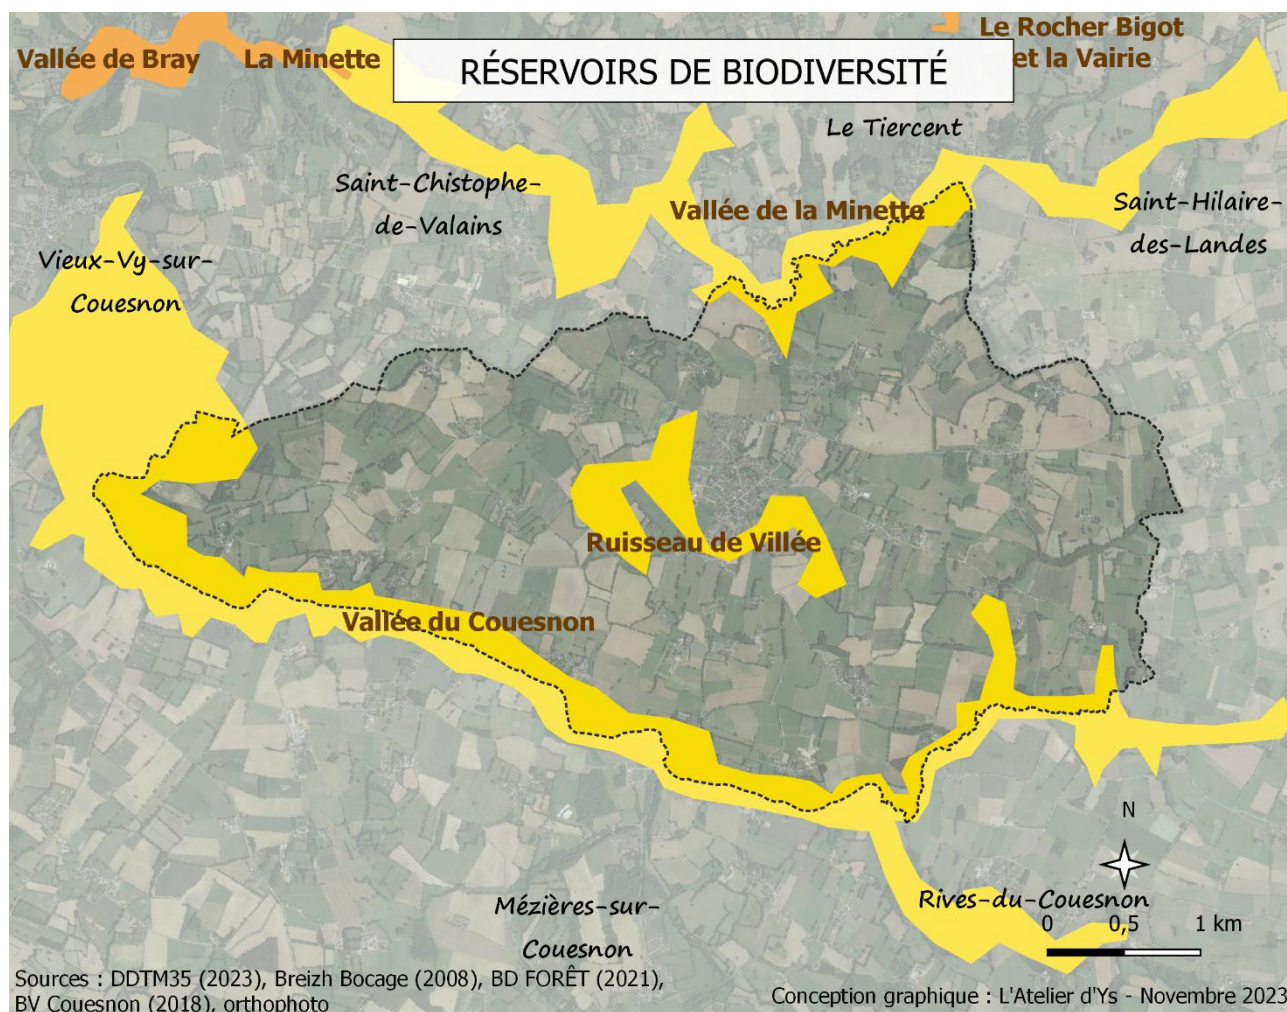 Vallée de Bray
La Minette
Le Rocher Bigot
et la Vairie
RÉSERVOIRS DE BIODIVERSITÉ
Le Tiercent
Saint-Chistophe-
de-Valains
Vallée de la Minette
Saint-Hilaire-
des-Landes
Vieux-Vy-sur-
Couesnon
Ruisseau de Villée
Vallée du Couesnon
N
Mézières-sur-
Couesnon
Rives-du-Couesnon
0 0,5 1 km
Sources : DDTM35 (2023), Breizh Bocage (2008), BD FORÊT (2021),
BV Couesnon (2018), orthophoto
Conception graphique : L'Atelier d'Ys - Novembre 2023